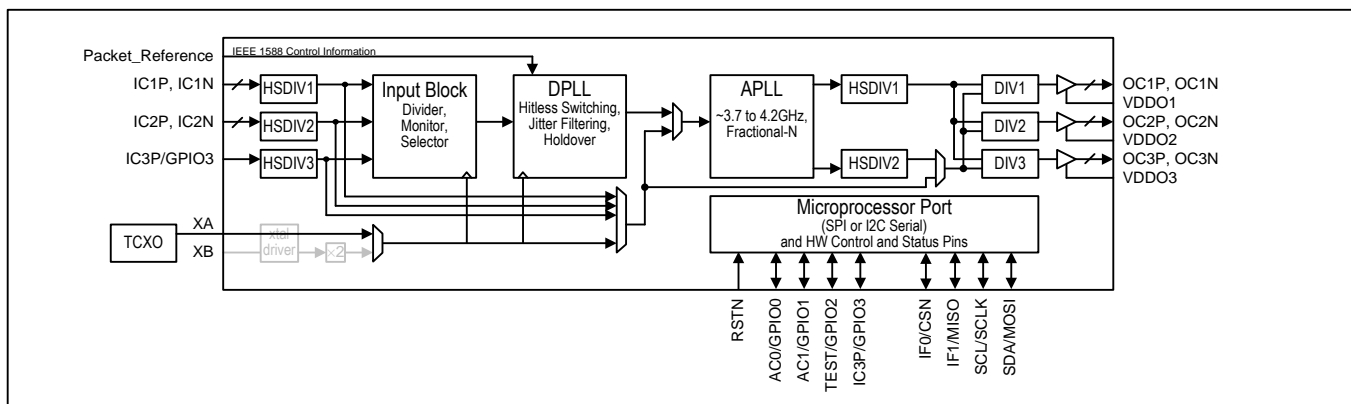 Packet_Reference
IEEE 1588 Control Information
IC1P, IC1N
HSDIV1
IC2P, IC2N
HSDIV2
IC3P/GPIO3
HSDIV3
Input Block
Divider,
Monitor,
Selector
DPLL
Hitless Switching,
Jitter Filtering,
Holdover
APLL
~3.7 to 4.2GHz,
Fractional-N
HSDIV1
HSDIV2
DIV1
DIV2
DIV3
OC1P, OC1N
VDDO1
OC2P, OC2N
VDDO2
OC3P, OC3N
VDDO3
TCXO
XA
XB
xtal
driver
×2
Microprocessor Port
(SPI or I2C Serial)
and HW Control and Status Pins
RSTN
AC0/GPIO0
AC1/GPIO1
TEST/GPIO2
IC3P/GPIO3
IF0/CSN
IF1/MISO
SCL/SCLK
SDA/MOSI